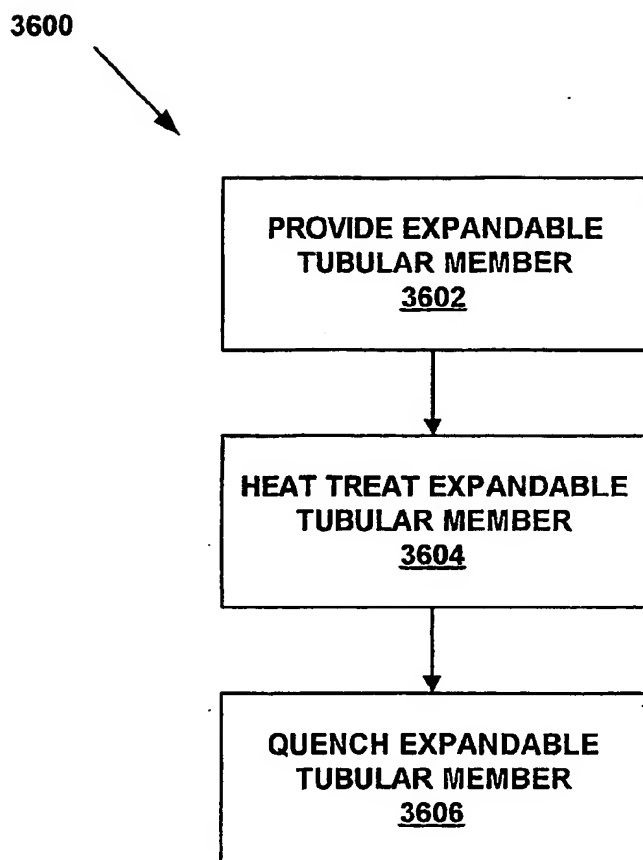 3600
PROVIDE EXPANDABLE
TUBULAR MEMBER
3602
HEAT TREAT EXPANDABLE
TUBULAR MEMBER
3604
QUENCH EXPANDABLE
TUBULAR MEMBER
3606